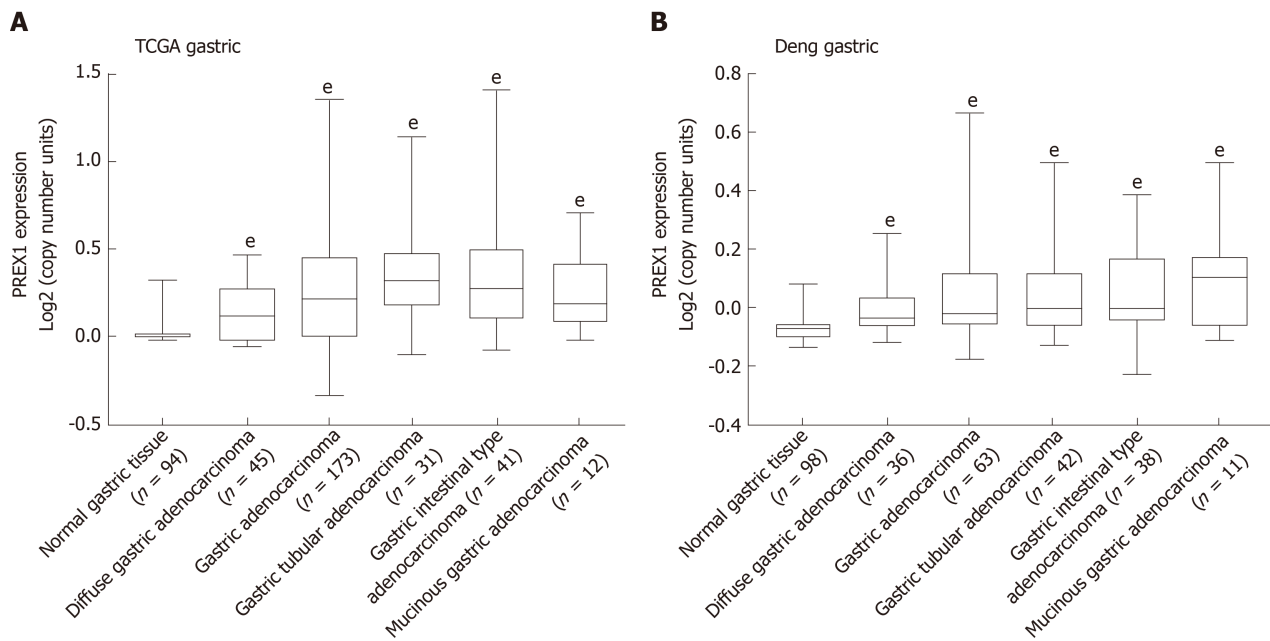 A
TCGA gastric
PREX1 expression
Log2 (copy number units)
1.5
1.0
0.5
0.0
-0.5
e
e
e
e
e
Normal gastric tissue
(n = 94)
Diffuse gastric adenocarcinoma
(n = 45)
Gastric adenocarcinoma
(n = 173)
Gastric tubular adenocarcinoma
(n = 31)
Gastric intestinal type
adenocarcinoma (n = 41)
Mucinous gastric adenocarcinoma
(n = 12)
B
Deng gastric
PREX1 expression
Log2 (copy number units)
0.8
0.6
0.4
0.2
0.0
-0.2
-0.4
e
e
e
e
e
Normal gastric tissue
(n = 98)
Diffuse gastric adenocarcinoma
(n = 36)
Gastric adenocarcinoma
(n = 63)
Gastric tubular adenocarcinoma
(n = 42)
Gastric intestinal type
adenocarcinoma (n = 38)
Mucinous gastric adenocarcinoma
(n = 11)